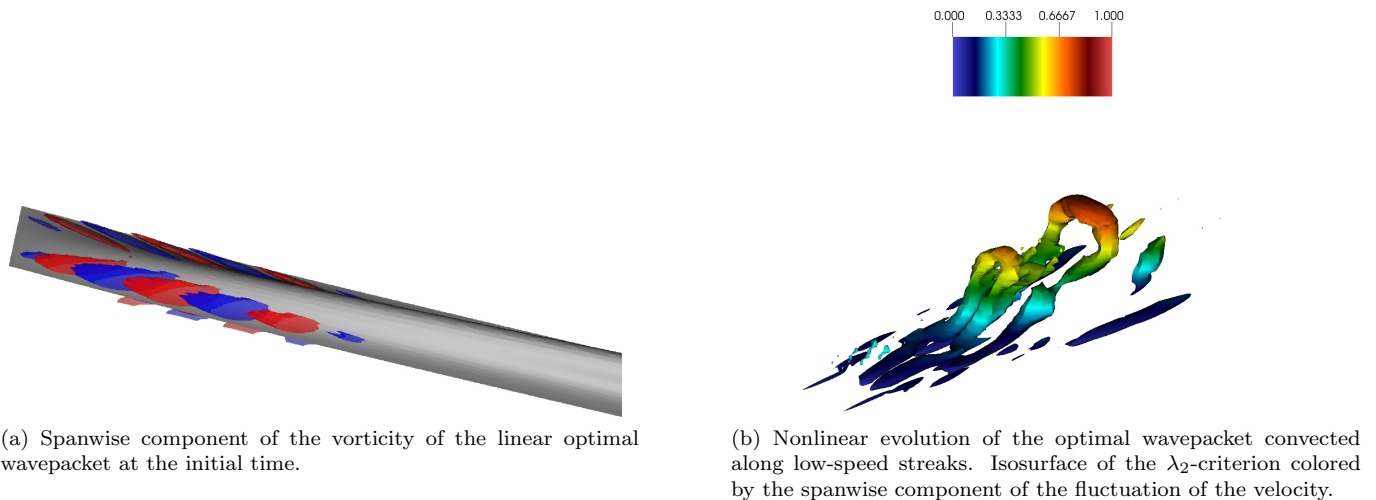 0.000 0.3333 0.6667 1.000
(a) Spanwise component of the vorticity of the linear optimal
wavepacket at the initial time.
(b) Nonlinear evolution of the optimal wavepacket convected
along low-speed streaks. Isosurface of the λ₂-criterion colored
by the spanwise component of the fluctuation of the velocity.